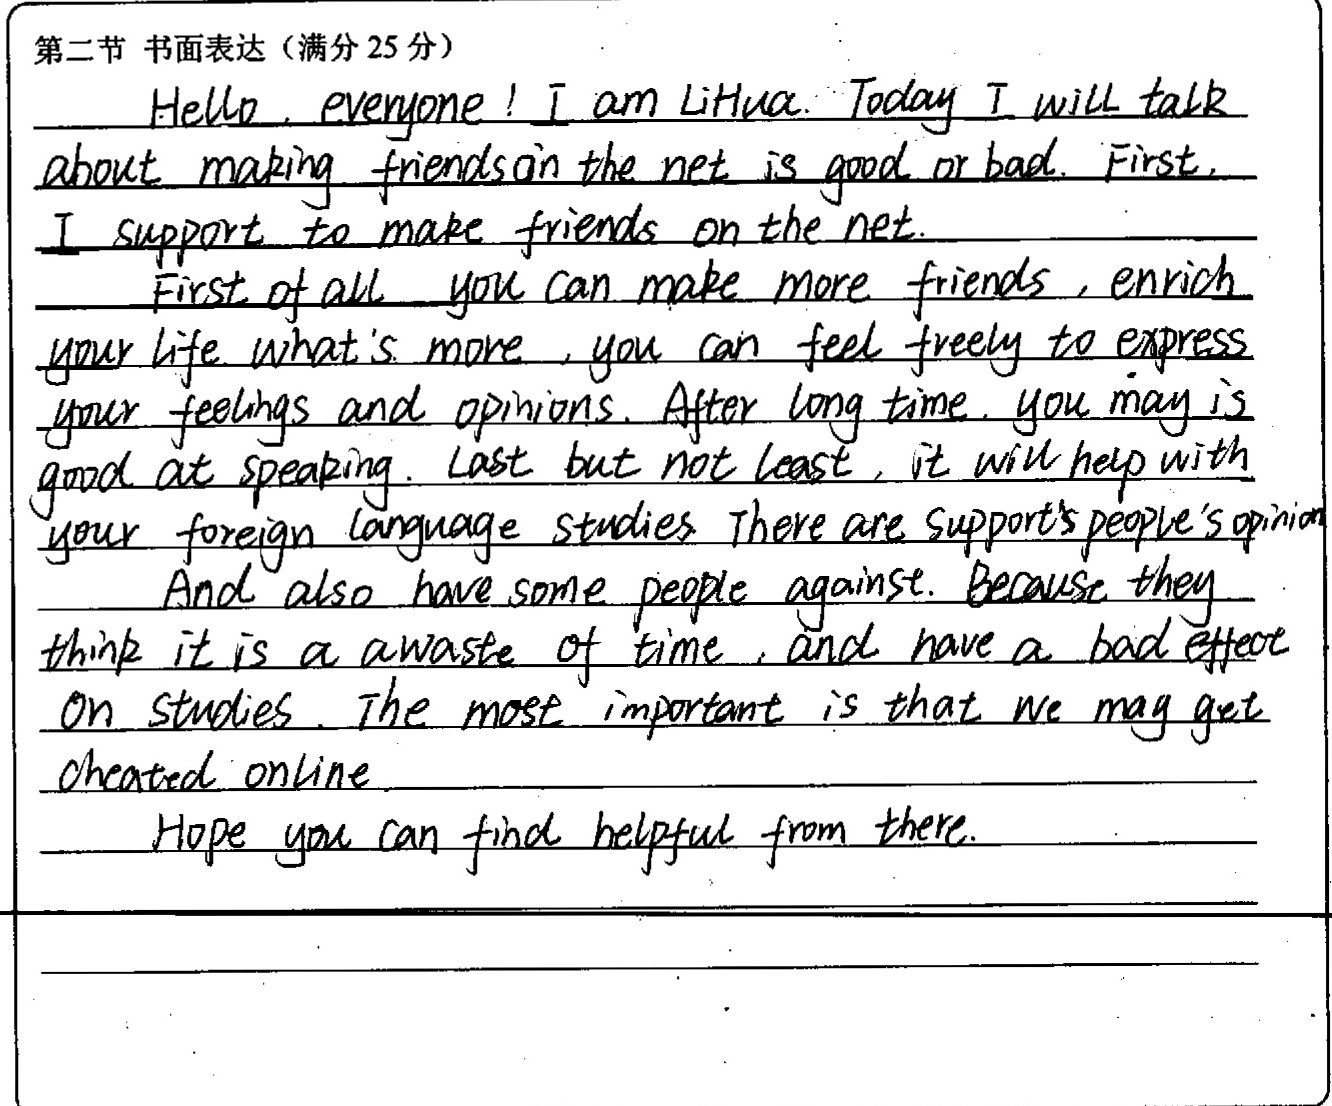 第二节 书面表达（满分 25 分）
Hello, everyone! I am LiHua. Today I will talk
about making friends on the net is good or bad. First,
I support to make friends on the net.
First of all you can make more friends, enrich
your life what's more, you can feel freely to express
your feelings and opinions. After long time. you may is
good at speaking. Last but not least, it will help with
your foreign language studies There are support's people's opinion
And also have some people against. Because they
think it is a awaste of time, and have a bad effect
on studies. The most important is that we may get
cheated online
Hope you can find helpful from there.